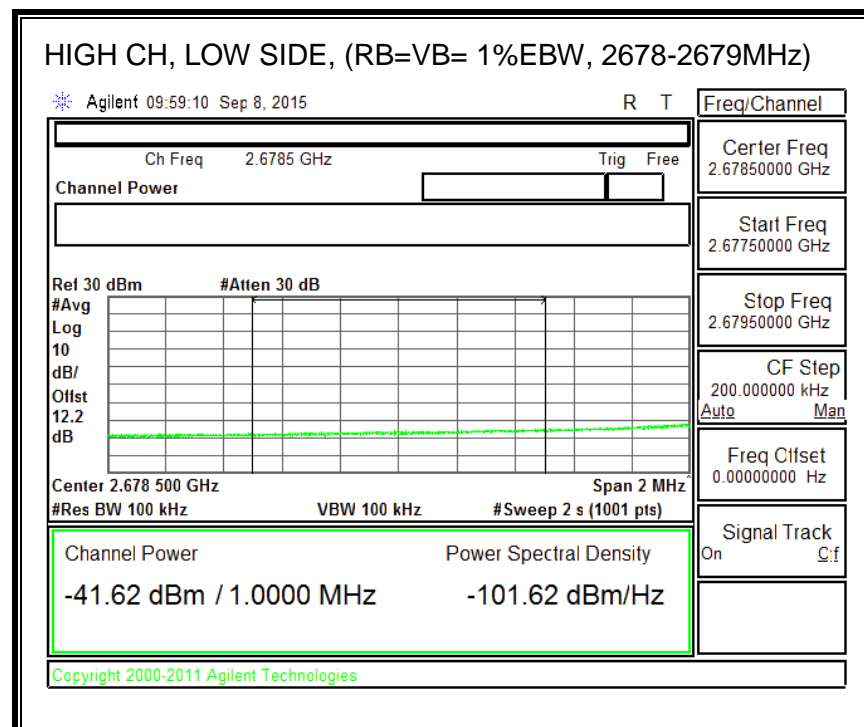 HIGH CH, LOW SIDE, (RB=VB= 1%EBW, 2678-2679MHz)
Agilent 09:59:10 Sep 8, 2015 R T
Ch Freq 2.6785 GHz Trig Free
Channel Power
Ref 30 dBm #Atten 30 dB
#Avg
Log
10
dB/
Offst
12.2
dB
Center 2.678 500 GHz Span 2 MHz
#Res BW 100 kHz VBW 100 kHz #Sweep 2 s (1001 pts)
Channel Power Power Spectral Density
-41.62 dBm / 1.0000 MHz -101.62 dBm/Hz
Copyright 2000-2011 Agilent Technologies
Freq/Channel
Center Freq
2.67850000 GHz
Start Freq
2.67750000 GHz
Stop Freq
2.67950000 GHz
CF Step
200.000000 kHz
Auto Man
Freq Offset
0.00000000 Hz
Signal Track
On Off